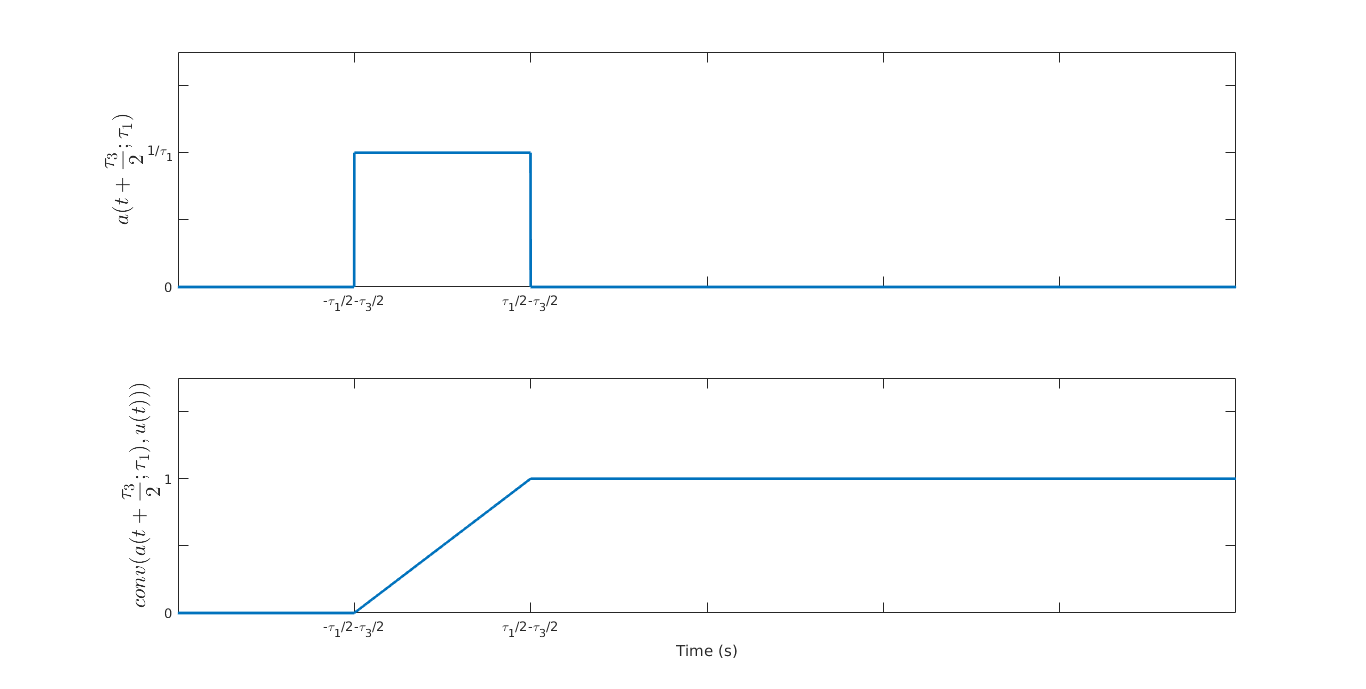 a(t + τ₃/2; τ₁)
1/τ₁
0
-τ₁/2-τ₃/2 τ₁/2-τ₃/2
conv(a(t + τ₃/2; τ₁), u(t)))
1
0
-τ₁/2-τ₃/2 τ₁/2-τ₃/2
Time (s)